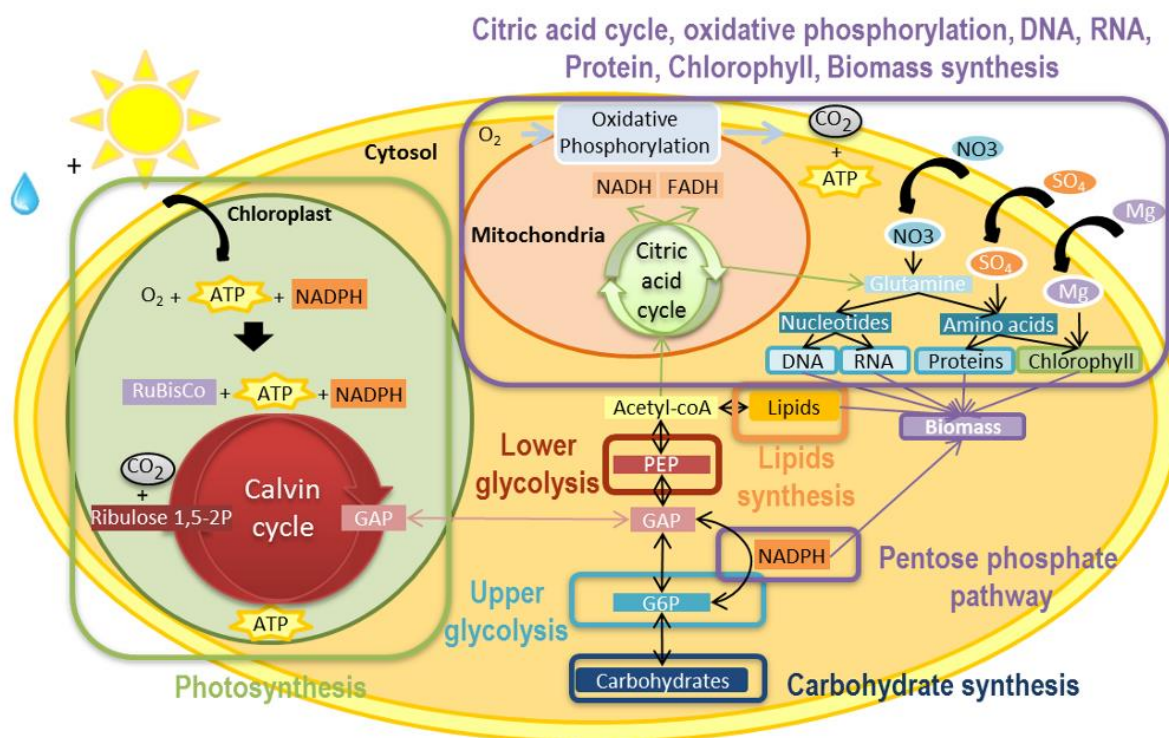 Citric acid cycle, oxidative phosphorylation, DNA, RNA,
Protein, Chlorophyll, Biomass synthesis
+
Cytosol
O₂
Oxidative
Phosphorylation
CO₂
+
ATP
NO3
SO₄
Mg
NADH
FADH
Mitochondria
Citric
acid
cycle
NO3
SO₄
Mg
Glutamine
Nucleotides
Amino acids
DNA
RNA
Proteins
Chlorophyll
Chloroplast
O₂ + ATP + NADPH
RuBisCo + ATP + NADPH
CO₂
+
Ribulose 1,5-2P
Calvin
cycle
GAP
ATP
Photosynthesis
Acetyl-coA
Lipids
Biomass
Lower
glycolysis
PEP
Lipids
synthesis
GAP
NADPH
Pentose phosphate
pathway
Upper
glycolysis
G6P
Carbohydrates
Carbohydrate synthesis